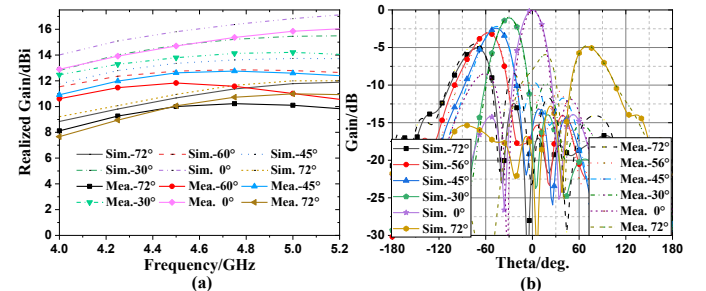 Realized Gain/dBi
16
14
12
10
8
6
4
2
0
Sim.-72° Sim.-60° Sim.-45°
Sim.-30° Sim. 0° Sim. 72°
Mea.-72° Mea.-60° Mea.-45°
Mea.-30° Mea. 0° Mea. 72°
4.0 4.2 4.4 4.6 4.8 5.0 5.2
Frequency/GHz
(a)
Gain/dB
0
-5
-10
-15
-20
-25
-30
Sim.-72°
Sim.-56°
Sim.-45°
Sim.-30°
Sim. 0°
Sim. 72°
Mea.-72°
Mea.-56°
Mea.-45°
Mea.-30°
Mea. 0°
Mea. 72°
-180 -120 -60 0 60 120 180
Theta/deg.
(b)